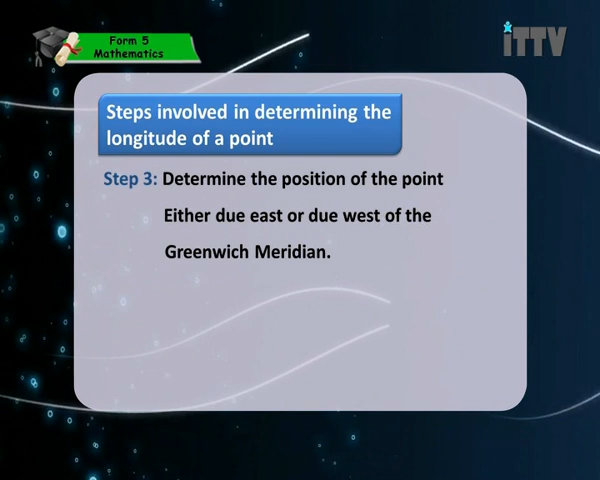 Form 5
Mathematics
iTTV
Steps involved in determining the
longitude of a point
Step 3: Determine the position of the point
Either due east or due west of the
Greenwich Meridian.